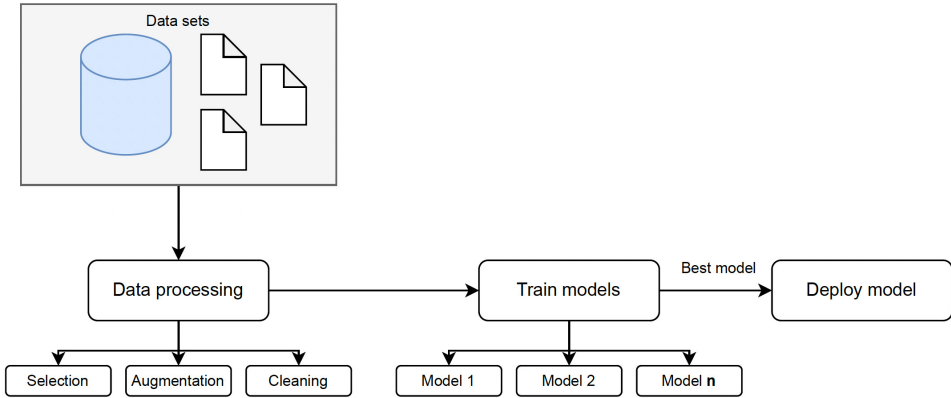 Data sets
Data processing
Train models
Best model
Deploy model
Selection
Augmentation
Cleaning
Model 1
Model 2
Model n